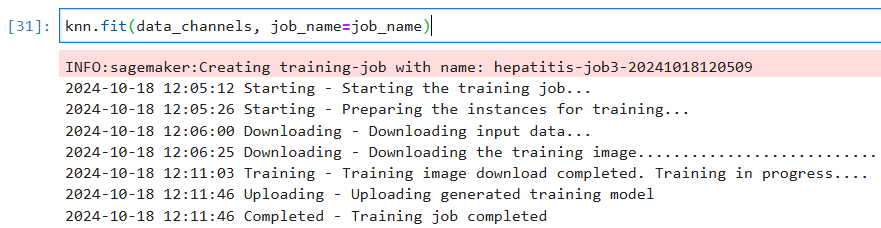 [31]: knn.fit(data_channels, job_name=job_name)
INFO:sagemaker:Creating training-job with name: hepatitis-job3-20241018120509
2024-10-18 12:05:12 Starting - Starting the training job...
2024-10-18 12:05:26 Starting - Preparing the instances for training...
2024-10-18 12:06:00 Downloading - Downloading input data...
2024-10-18 12:06:25 Downloading - Downloading the training image...........................
2024-10-18 12:11:03 Training - Training image download completed. Training in progress....
2024-10-18 12:11:46 Uploading - Uploading generated training model
2024-10-18 12:11:46 Completed - Training job completed